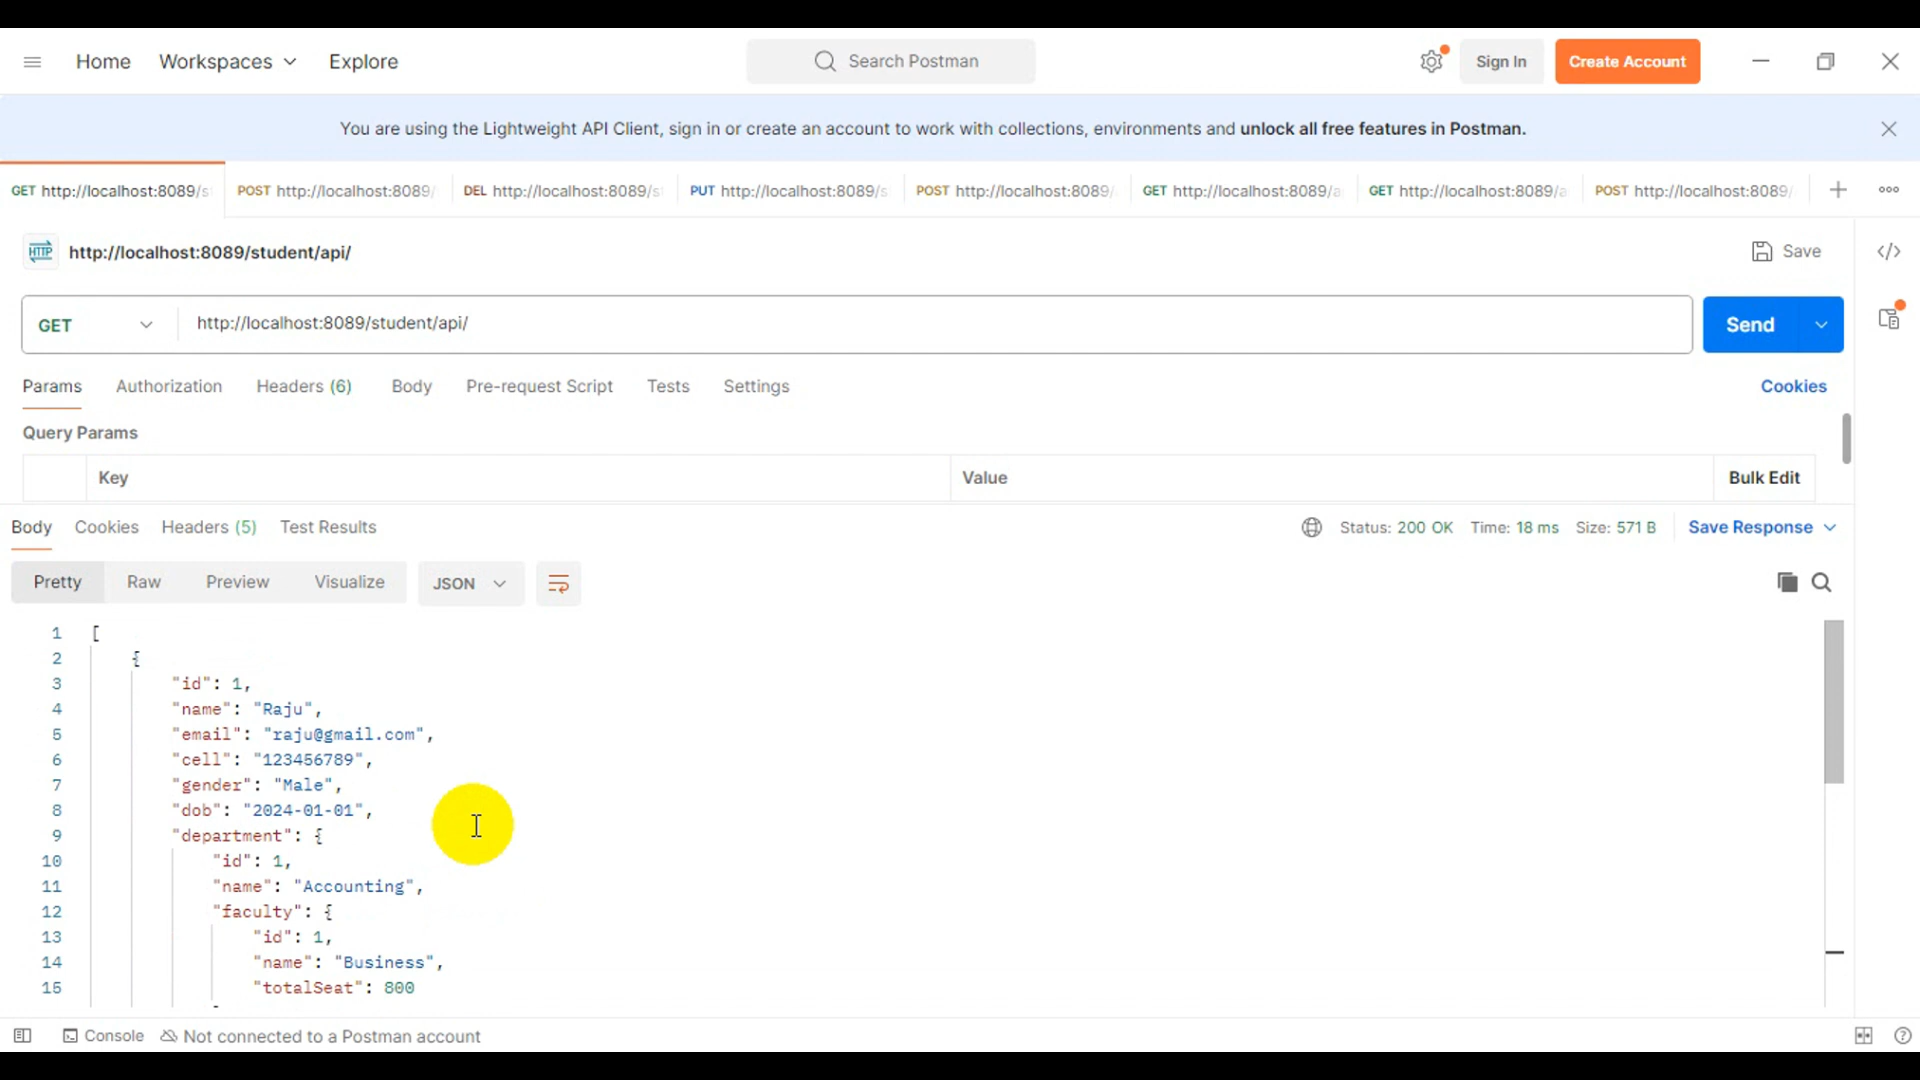 Home Workspaces Explore Search Postman Sign In Create Account
You are using the Lightweight API Client, sign in or create an account to work with collections, environments and unlock all free features in Postman.
GET http://localhost:8089/s POST http://localhost:8089/ DEL http://localhost:8089/s PUT http://localhost:8089/s POST http://localhost:8089/ GET http://localhost:8089/a GET http://localhost:8089/a POST http://localhost:8089/
HTTP http://localhost:8089/student/api/ Save </>
GET http://localhost:8089/student/api/ Send
Params Authorization Headers (6) Body Pre-request Script Tests Settings Cookies
Query Params
Key Value Bulk Edit
Body Cookies Headers (5) Test Results Status: 200 OK Time: 18 ms Size: 571 B Save Response
Pretty Raw Preview Visualize JSON
1 [
2 {
3 "id": 1,
4 "name": "Raju",
5 "email": "raju@gmail.com",
6 "cell": "123456789",
7 "gender": "Male",
8 "dob": "2024-01-01",
9 "department": {
10 "id": 1,
11 "name": "Accounting",
12 "faculty": {
13 "id": 1,
14 "name": "Business",
15 "totalSeat": 800
Console Not connected to a Postman account